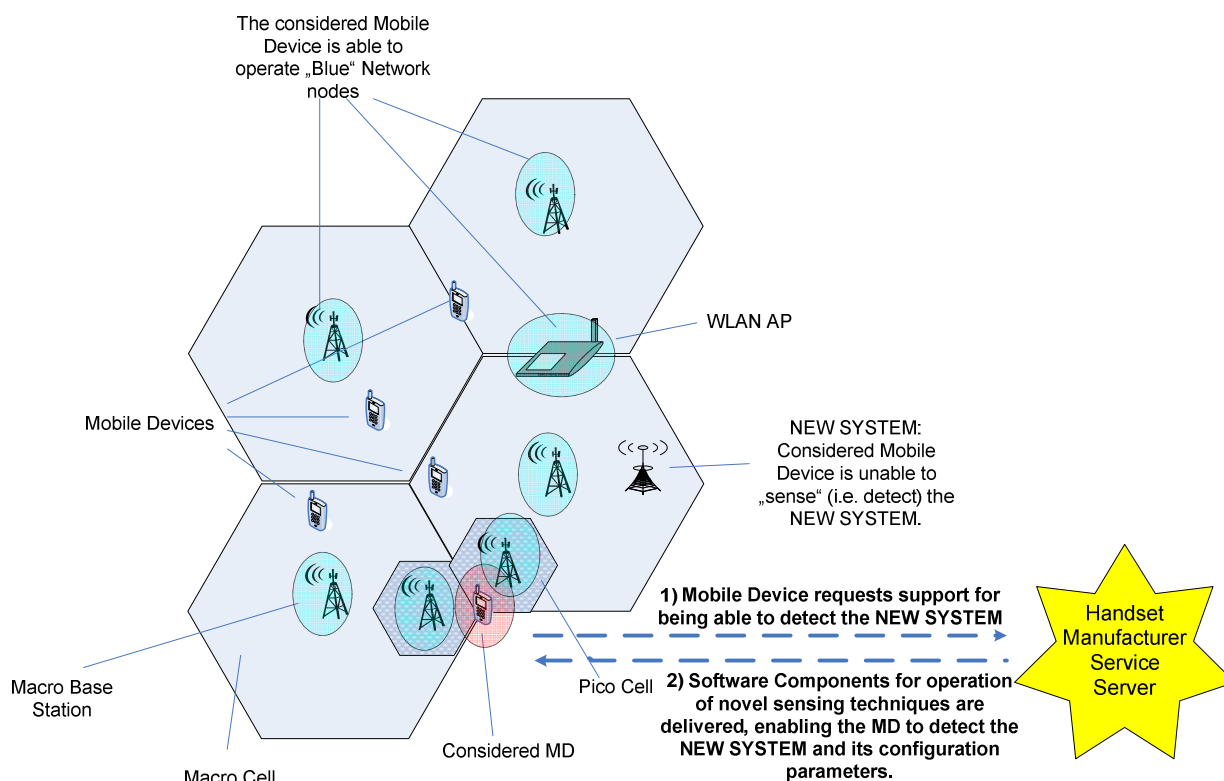 The considered Mobile
Device is able to
operate „Blue“ Network
nodes
WLAN AP
Mobile Devices
NEW SYSTEM:
Considered Mobile
Device is unable to
„sense“ (i.e. detect) the
NEW SYSTEM.
1) Mobile Device requests support for
being able to detect the NEW SYSTEM
Handset
Manufacturer
Service
Server
2) Software Components for operation
of novel sensing techniques are
delivered, enabling the MD to detect the
NEW SYSTEM and its configuration
parameters.
Pico Cell
Macro Base
Station
Considered MD
Macro Cell